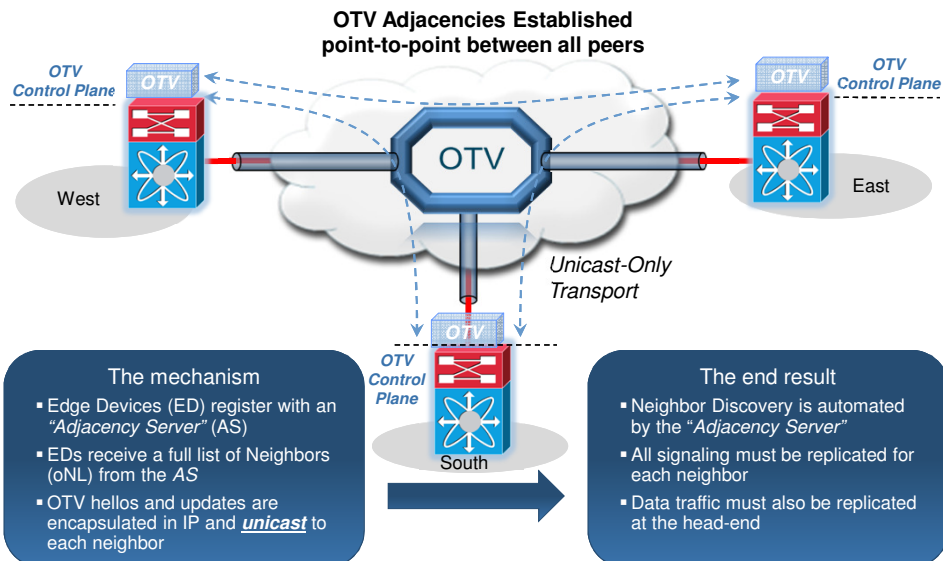 OTV Adjacencies Established
point-to-point between all peers
OTV
Control Plane
OTV
OTV
OTV
Control Plane
OTV
West
East
Unicast-Only
Transport
OTV
OTV
Control
Plane
South
The mechanism
▪ Edge Devices (ED) register with an
“Adjacency Server” (AS)
▪ EDs receive a full list of Neighbors
(oNL) from the AS
▪ OTV hellos and updates are
encapsulated in IP and unicast to
each neighbor
The end result
▪ Neighbor Discovery is automated
by the “Adjacency Server”
▪ All signaling must be replicated for
each neighbor
▪ Data traffic must also be replicated
at the head-end